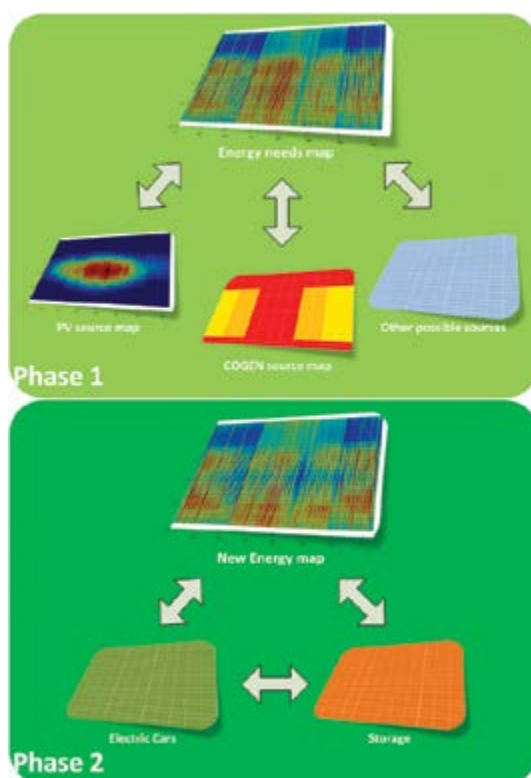 Energy needs map
PV source map
Other possible sources
COGEN source map
Phase 1
New Energy map
Electric Cars
Storage
Phase 2